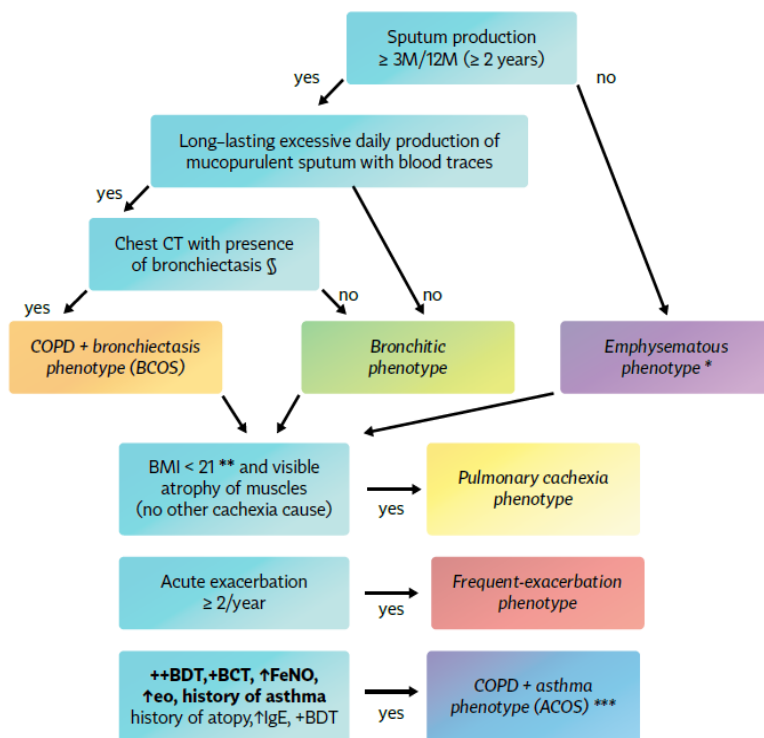 Sputum production
≥ 3M/12M (≥ 2 years)
yes
no
Long–lasting excessive daily production of
mucopurulent sputum with blood traces
yes
Chest CT with presence
of bronchiectasis §
yes
no
no
COPD + bronchiectasis
phenotype (BCOS)
Bronchitic
phenotype
Emphysematous
phenotype *
BMI < 21 ** and visible
atrophy of muscles
(no other cachexia cause)
yes
Pulmonary cachexia
phenotype
Acute exacerbation
≥ 2/year
yes
Frequent-exacerbation
phenotype
++BDT,+BCT, ↑FeNO,
↑eo, history of asthma
history of atopy,↑IgE, +BDT
yes
COPD + asthma
phenotype (ACOS) ***